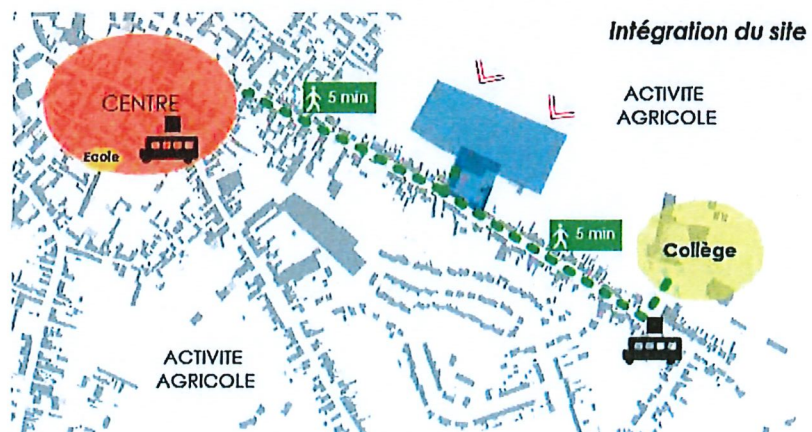 Intégration du site
CENTRE
Ecole
5 min
ACTIVITE
AGRICOLE
5 min
Collège
ACTIVITE
AGRICOLE